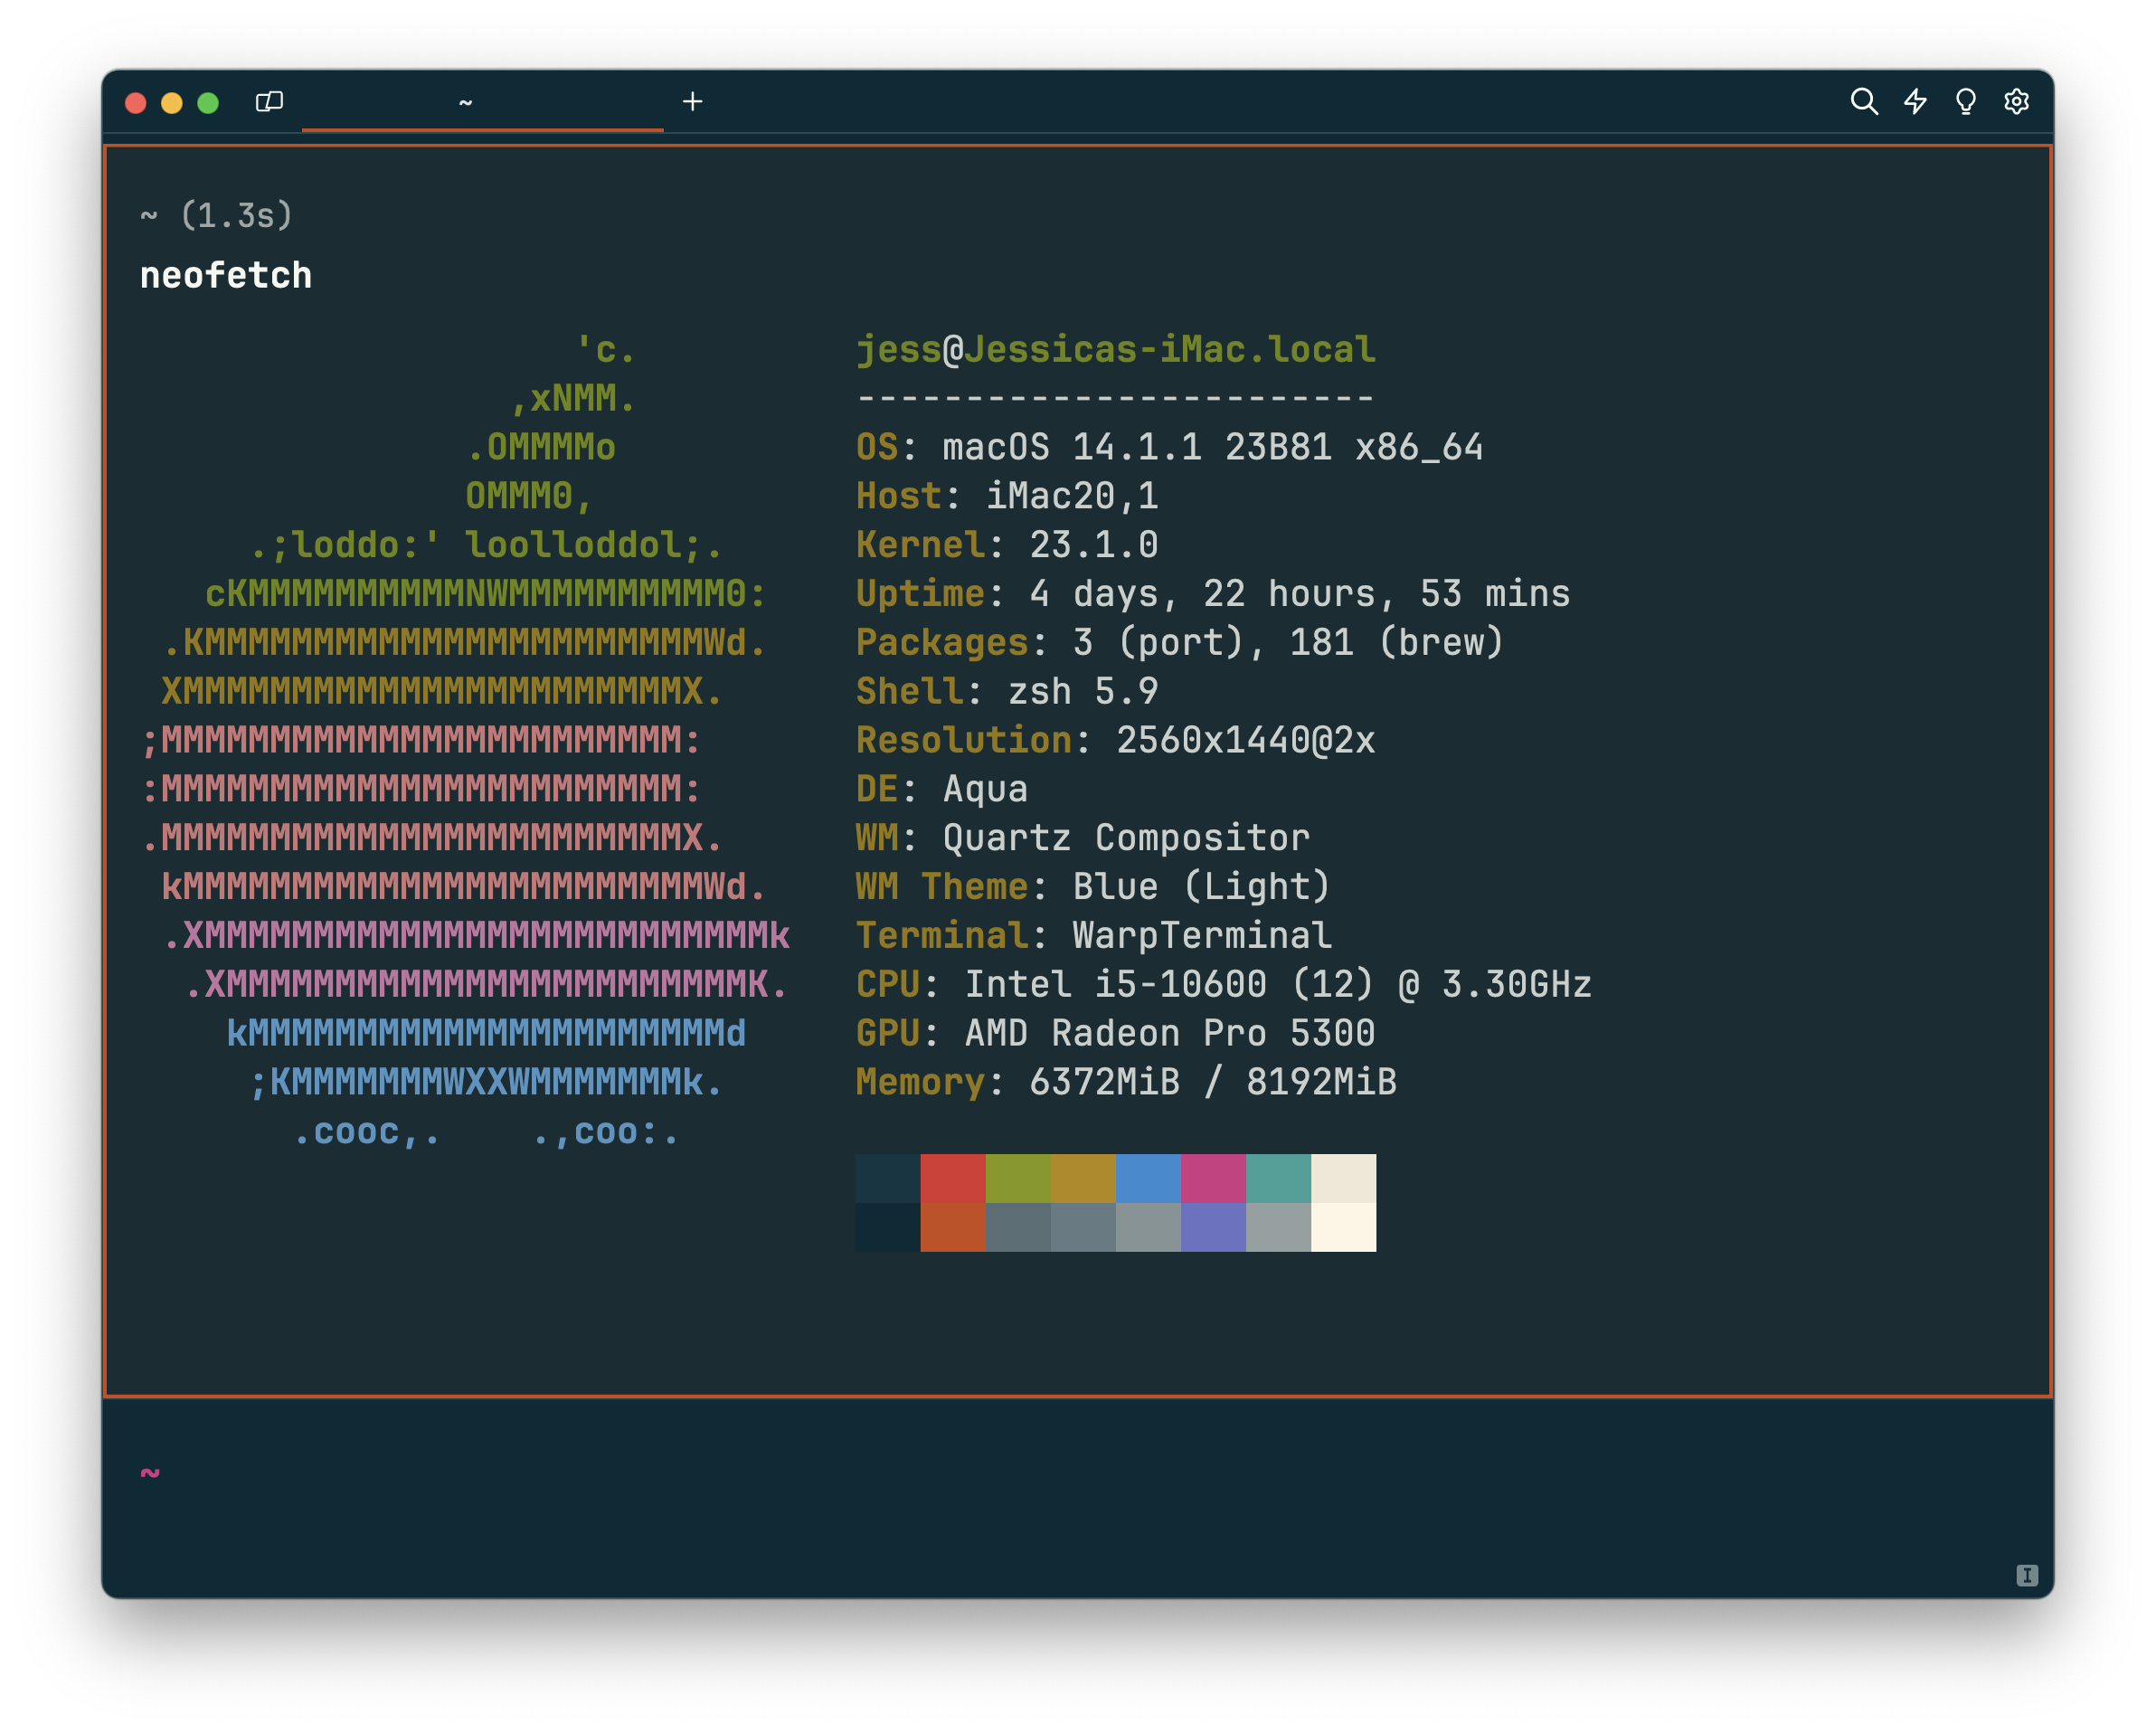 ~
~ (1.3s)
neofetch
'c.
,xNMM.
.OMMMMo
OMMM0,
.;loddo:' loolloddol;.
cKMMMMMMMMMMNWMMMMMMMMMM0:
.KMMMMMMMMMMMMMMMMMMMMMMMWd.
XMMMMMMMMMMMMMMMMMMMMMMMX.
;MMMMMMMMMMMMMMMMMMMMMMMM:
:MMMMMMMMMMMMMMMMMMMMMMMM:
.MMMMMMMMMMMMMMMMMMMMMMMMX.
kMMMMMMMMMMMMMMMMMMMMMMMMWd.
.XMMMMMMMMMMMMMMMMMMMMMMMMMMk
.XMMMMMMMMMMMMMMMMMMMMMMMMK.
kMMMMMMMMMMMMMMMMMMMMMMd
;KMMMMMMMWXXWMMMMMMMk.
.cooc,.    .,coo:.
jess@Jessicas-iMac.local
------------------------
OS: macOS 14.1.1 23B81 x86_64
Host: iMac20,1
Kernel: 23.1.0
Uptime: 4 days, 22 hours, 53 mins
Packages: 3 (port), 181 (brew)
Shell: zsh 5.9
Resolution: 2560x1440@2x
DE: Aqua
WM: Quartz Compositor
WM Theme: Blue (Light)
Terminal: WarpTerminal
CPU: Intel i5-10600 (12) @ 3.30GHz
GPU: AMD Radeon Pro 5300
Memory: 6372MiB / 8192MiB
~
I